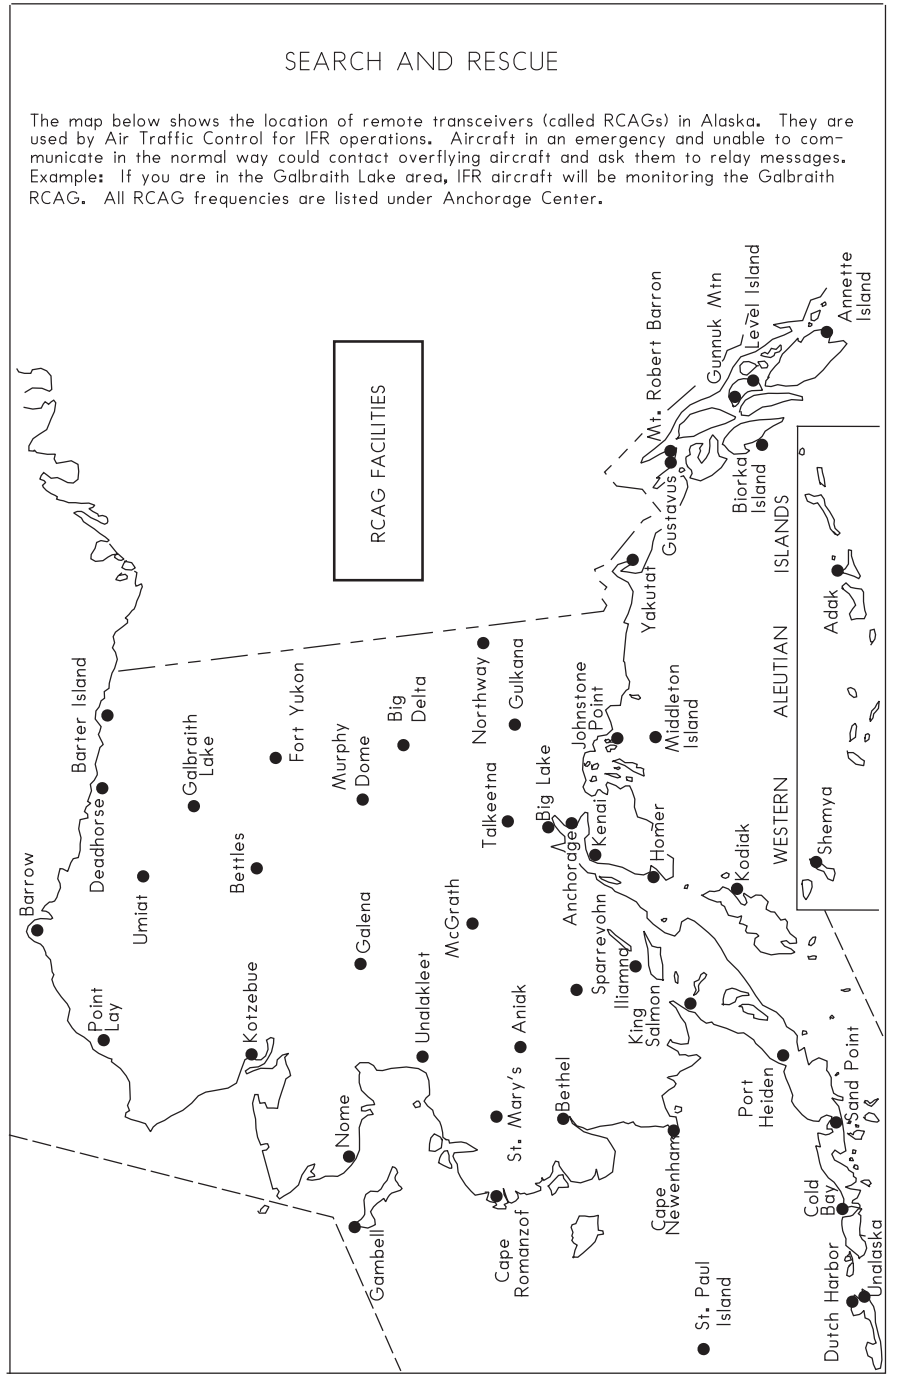 SEARCH AND RESCUE
The map below shows the location of remote transceivers (called RCAGs) in Alaska. They are
used by Air Traffic Control for IFR operations. Aircraft in an emergency and unable to com-
municate in the normal way could contact overflying aircraft and ask them to relay messages.
Example: If you are in the Galbraith Lake area, IFR aircraft will be monitoring the Galbraith
RCAG. All RCAG frequencies are listed under Anchorage Center.
RCAG FACILITIES
Barrow
Point
Lay
Umiat
Deadhorse
Barter Island
Galbraith
Lake
Kotzebue
Bettles
Fort Yukon
Nome
Gambell
Galena
Murphy
Dome
Big
Delta
Unalakleet
McGrath
Northway
Gulkana
Talkeetna
Cape
Romanzof
St. Mary's
Aniak
Bethel
Sparrevohn
Big Lake
Anchorage
Kenai
Johnstone
Point
Middleton
Island
Yakutat
Gustavus
Mt. Robert Barron
Gunnuk Mtn
Level Island
Annette
Island
Biorka
Island
Homer
Iliamna
King
Salmon
Kodiak
Cape
Newenham
Port
Heiden
St. Paul
Island
Sand Point
Cold
Bay
Dutch Harbor
Unalaska
WESTERN ALEUTIAN ISLANDS
Shemya
Adak